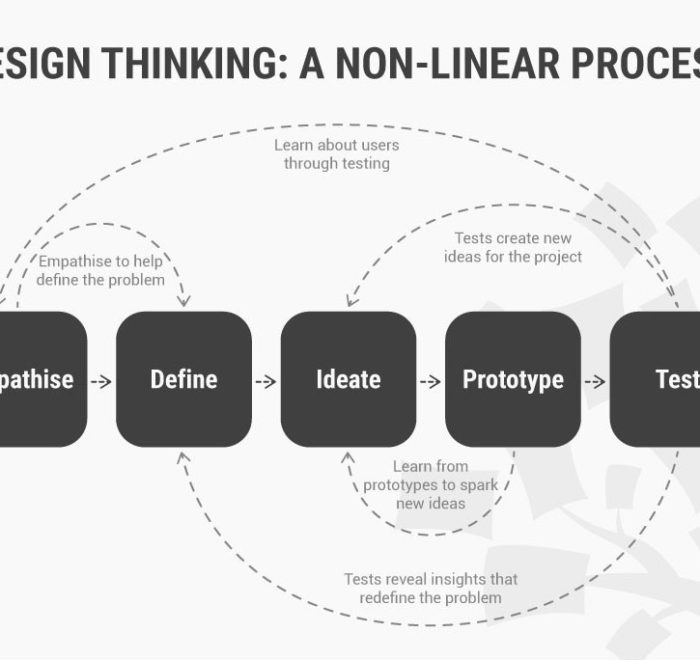 ESIGN THINKING: A NON-LINEAR PROCES
Learn about users
through testing
Tests create new
ideas for the project
Empathise to help
define the problem
pathise
Define
Ideate
Prototype
Test
Learn from
prototypes to spark
new ideas
Tests reveal insights that
redefine the problem